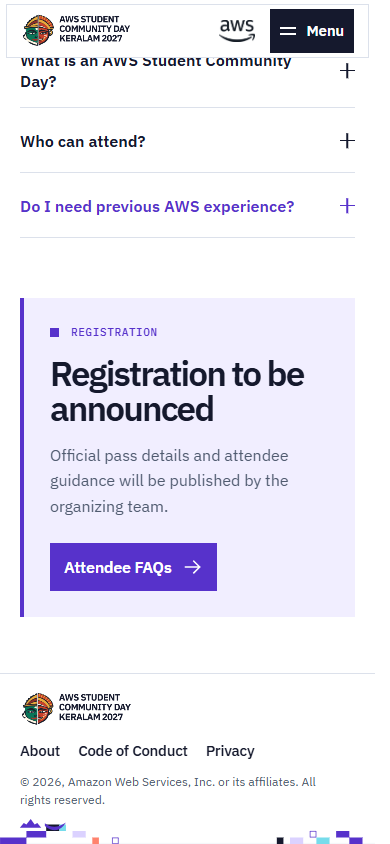 AWS STUDENT
COMMUNITY DAY
KERALAM 2027
aws
Menu
What is an AWS Student Community
Day?
Who can attend?
Do I need previous AWS experience?
REGISTRATION
Registration to be
announced
Official pass details and attendee
guidance will be published by the
organizing team.
Attendee FAQs
AWS STUDENT
COMMUNITY DAY
KERALAM 2027
About Code of Conduct Privacy
© 2026, Amazon Web Services, Inc. or its affiliates. All
rights reserved.